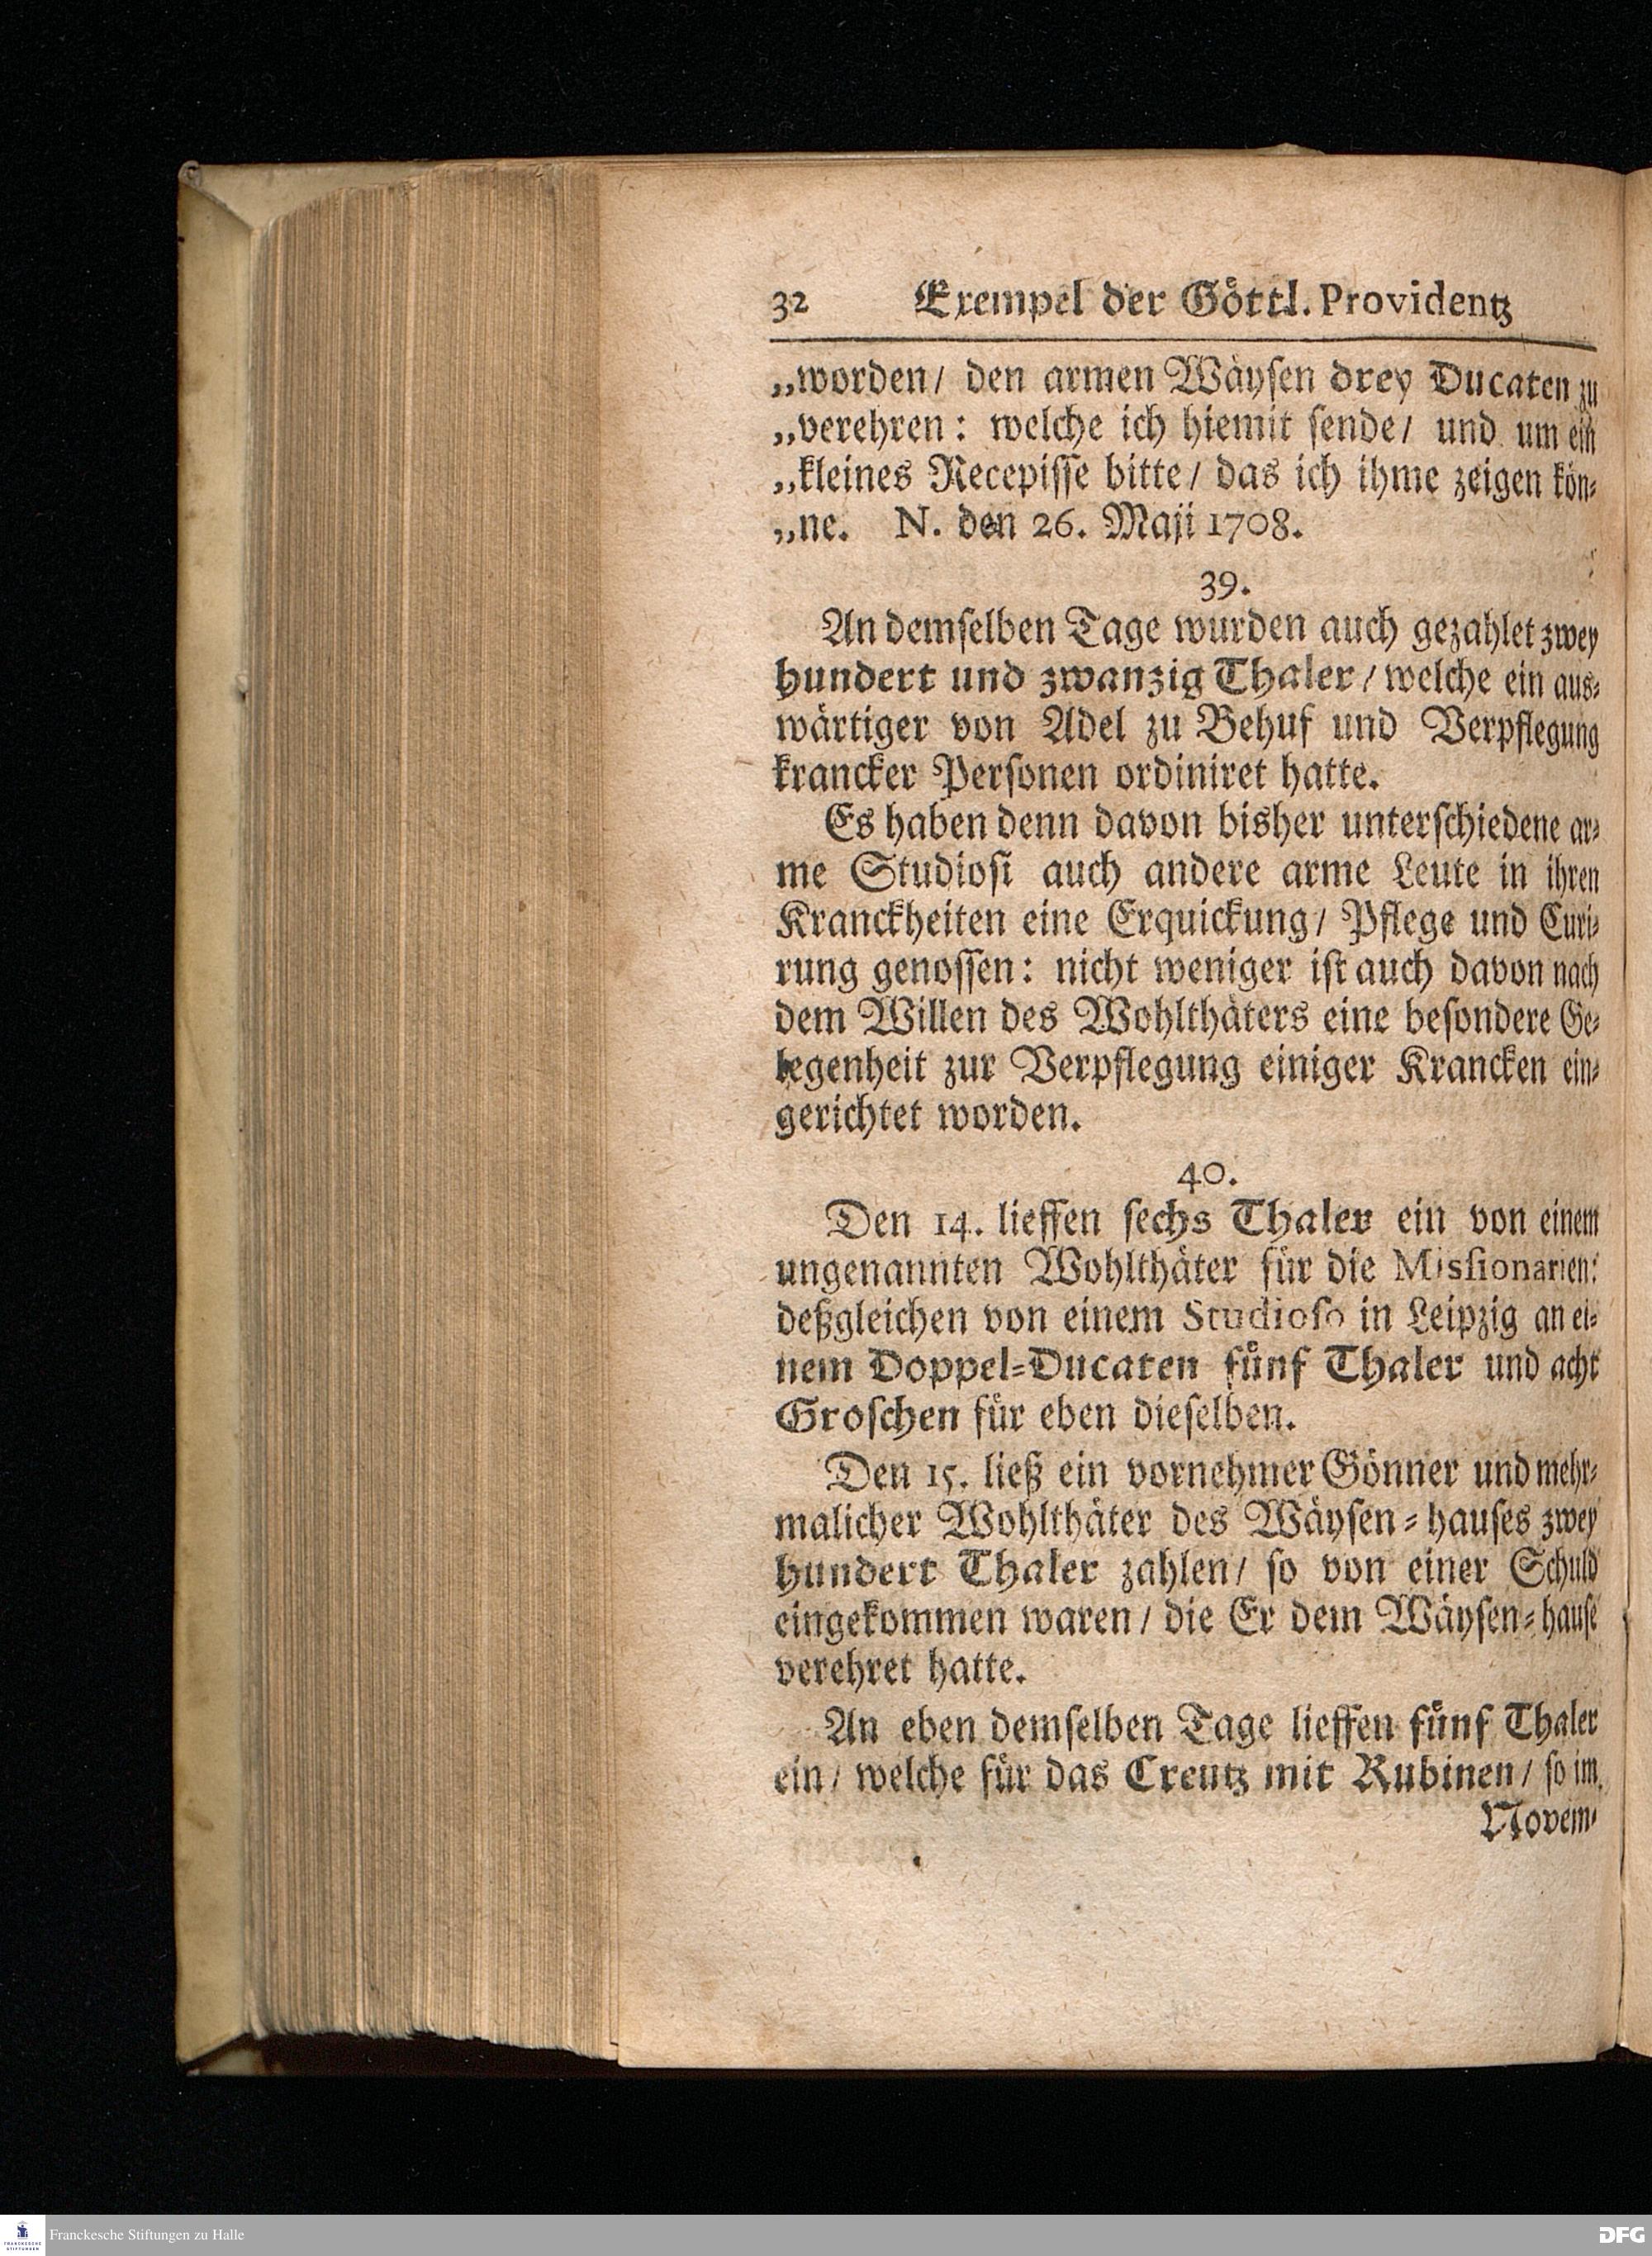 32 Exempel der Göttl. Providentz
„worden/ den armen Wäysen drey Ducaten zu
„verehren: welche ich hiemit sende/ und um ein
„kleines Recepisse bitte/ das ich ihme zeigen kön-
„ne. N. den 26. Maji 1708.
39.
An demselben Tage wurden auch gezahlet zwey
hundert und zwanzig Thaler/ welche ein aus-
wärtiger von Adel zu Behuf und Verpflegung
krancker Personen ordiniret hatte.
Es haben denn davon bisher unterschiedene ar-
me Studiosi auch andere arme Leute in ihren
Kranckheiten eine Erquickung/ Pflege und Curi-
rung genossen: nicht weniger ist auch davon nach
dem Willen des Wohlthäters eine besondere Ge-
legenheit zur Verpflegung einiger Krancken ein-
gerichtet worden.
40.
Den 14. lieffen sechs Thaler ein von einem
ungenannten Wohlthäter für die Missionarien:
deßgleichen von einem Studioso in Leipzig an ei-
nem Doppel-Ducaten fünf Thaler und acht
Groschen für eben dieselben.
Den 15. ließ ein vornehmer Gönner und mehr-
malicher Wohlthäter des Wäysen-hauses zwey
hundert Thaler zahlen/ so von einer Schuld
eingekommen waren/ die Er dem Wäysen-hause
verehret hatte.
An eben demselben Tage lieffen fünf Thaler
ein/ welche für das Creutz mit Rubinen/ so im
Novem-
Franckesche Stiftungen zu Halle
DFG